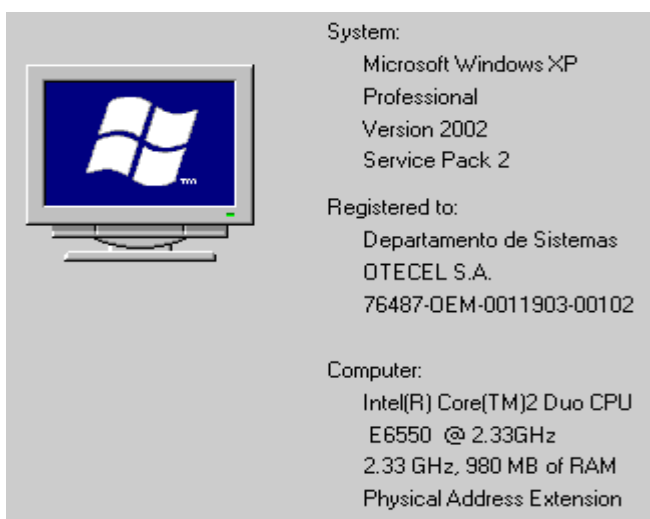 System:
Microsoft Windows XP
Professional
Version 2002
Service Pack 2
Registered to:
Departamento de Sistemas
OTECEL S.A.
76487-OEM-0011903-00102
Computer:
Intel(R) Core(TM)2 Duo CPU
E6550 @ 2.33GHz
2.33 GHz, 980 MB of RAM
Physical Address Extension
TM